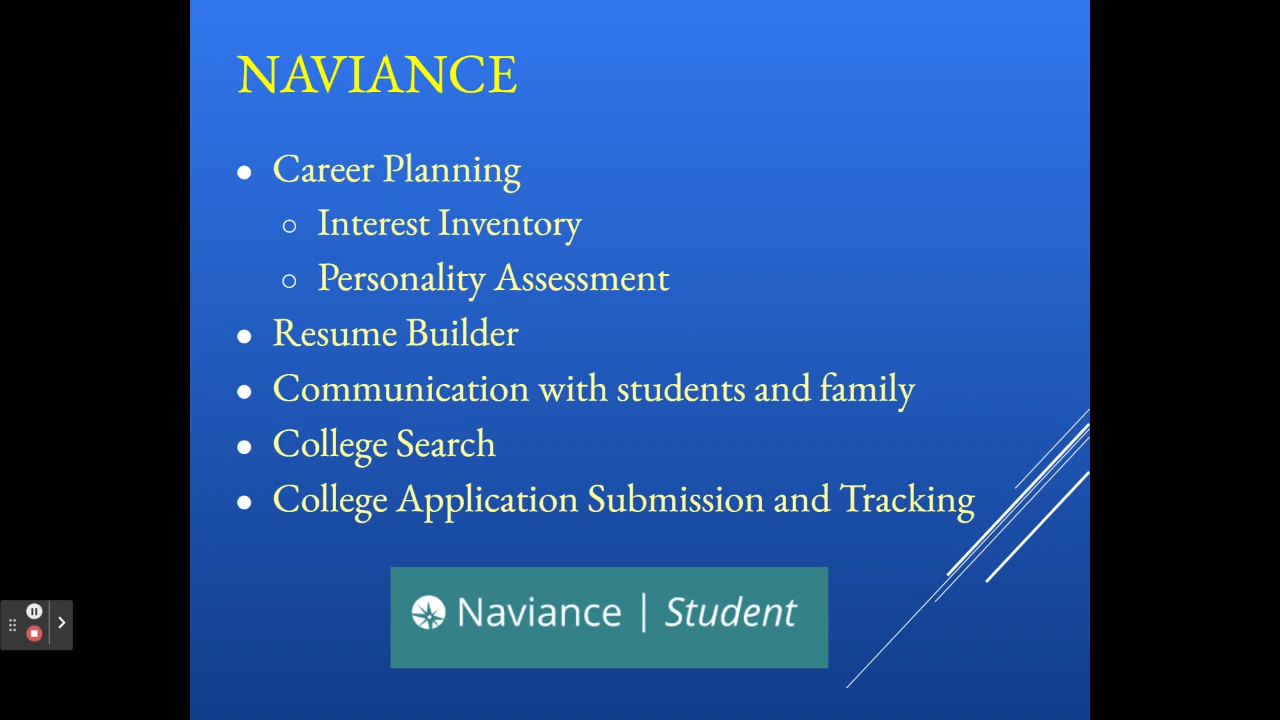 NAVIANCE
Career Planning
Interest Inventory
Personality Assessment
Resume Builder
Communication with students and family
College Search
College Application Submission and Tracking
Naviance | Student